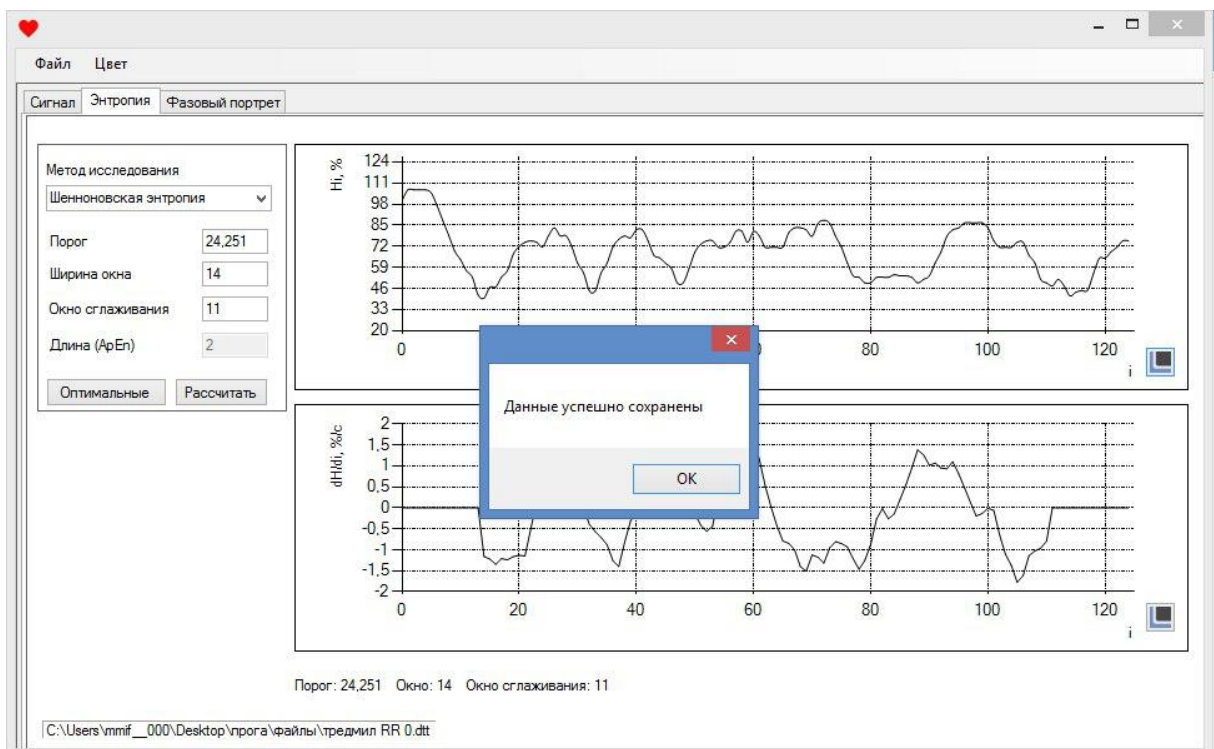 Файл Цвет
Сигнал Энтропия Фазовый портрет
Метод исследования
Шенноновская энтропия
Порог 24,251
Ширина окна 14
Окно сглаживания 11
Длина (ApEn) 2
Оптимальные Рассчитать
Hi, %
124
111
98
85
72
59
46
33
20
0 80 100 120
i
Данные успешно сохранены
OK
dH/di, %/c
2
1,5
1
0,5
0
-0,5
-1
-1,5
-2
0 20 40 60 80 100 120
i
Порог: 24,251 Окно: 14 Окно сглаживания: 11
C:\Users\mmif__000\Desktop\прога\файлы\тредмил RR 0.dtt